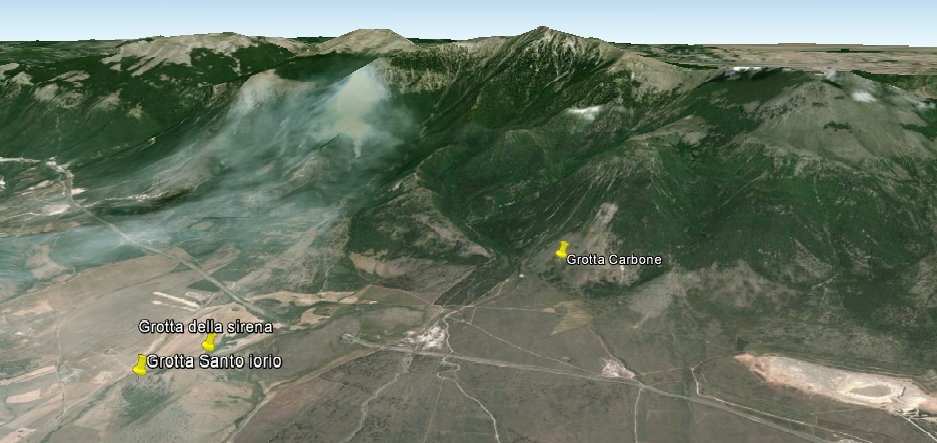 Grotta Carbone
Grotta della sirena
Grotta Santo Iorio